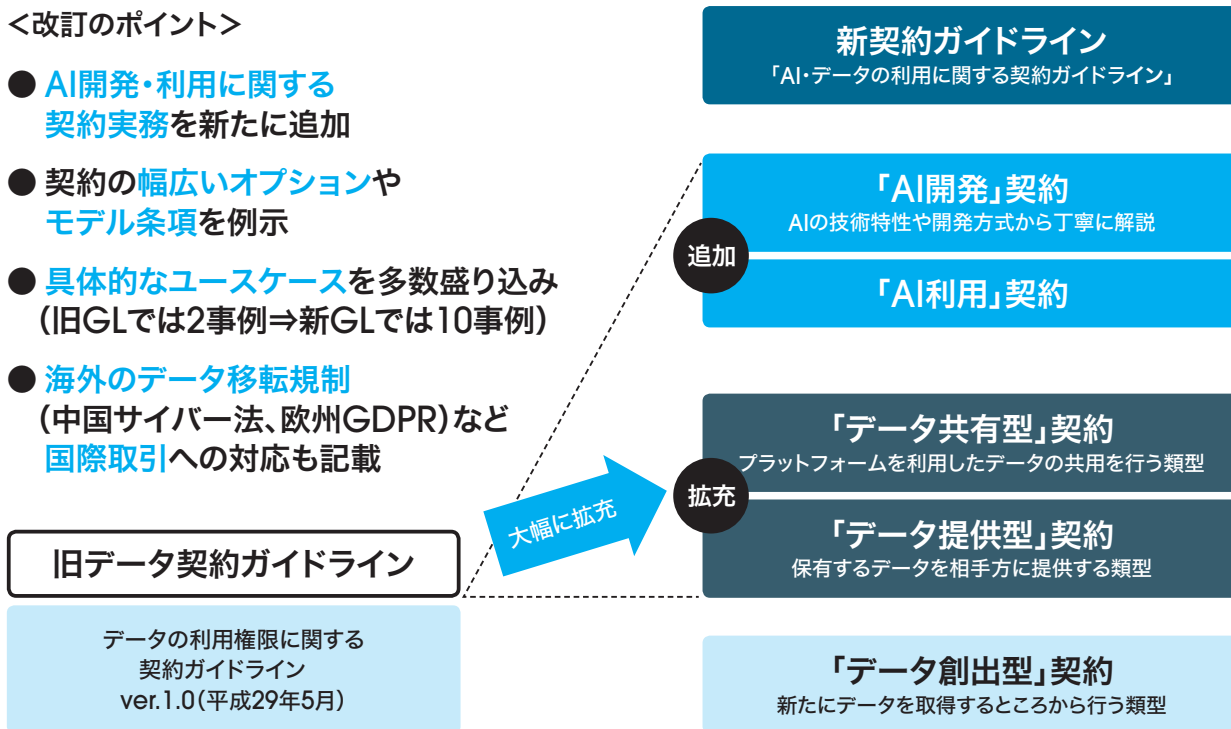 <改訂のポイント>
● AI開発・利用に関する
契約実務を新たに追加
● 契約の幅広いオプションや
モデル条項を例示
● 具体的なユースケースを多数盛り込み
(旧GLでは2事例⇒新GLでは10事例)
● 海外のデータ移転規制
(中国サイバー法、欧州GDPR)など
国際取引への対応も記載
旧データ契約ガイドライン
データの利用権限に関する
契約ガイドライン
ver.1.0(平成29年5月)
大幅に拡充
新契約ガイドライン
「AI・データの利用に関する契約ガイドライン」
追加
「AI開発」契約
AIの技術特性や開発方式から丁寧に解説
「AI利用」契約
拡充
「データ共有型」契約
プラットフォームを利用したデータの共用を行う類型
「データ提供型」契約
保有するデータを相手方に提供する類型
「データ創出型」契約
新たにデータを取得するところから行う類型